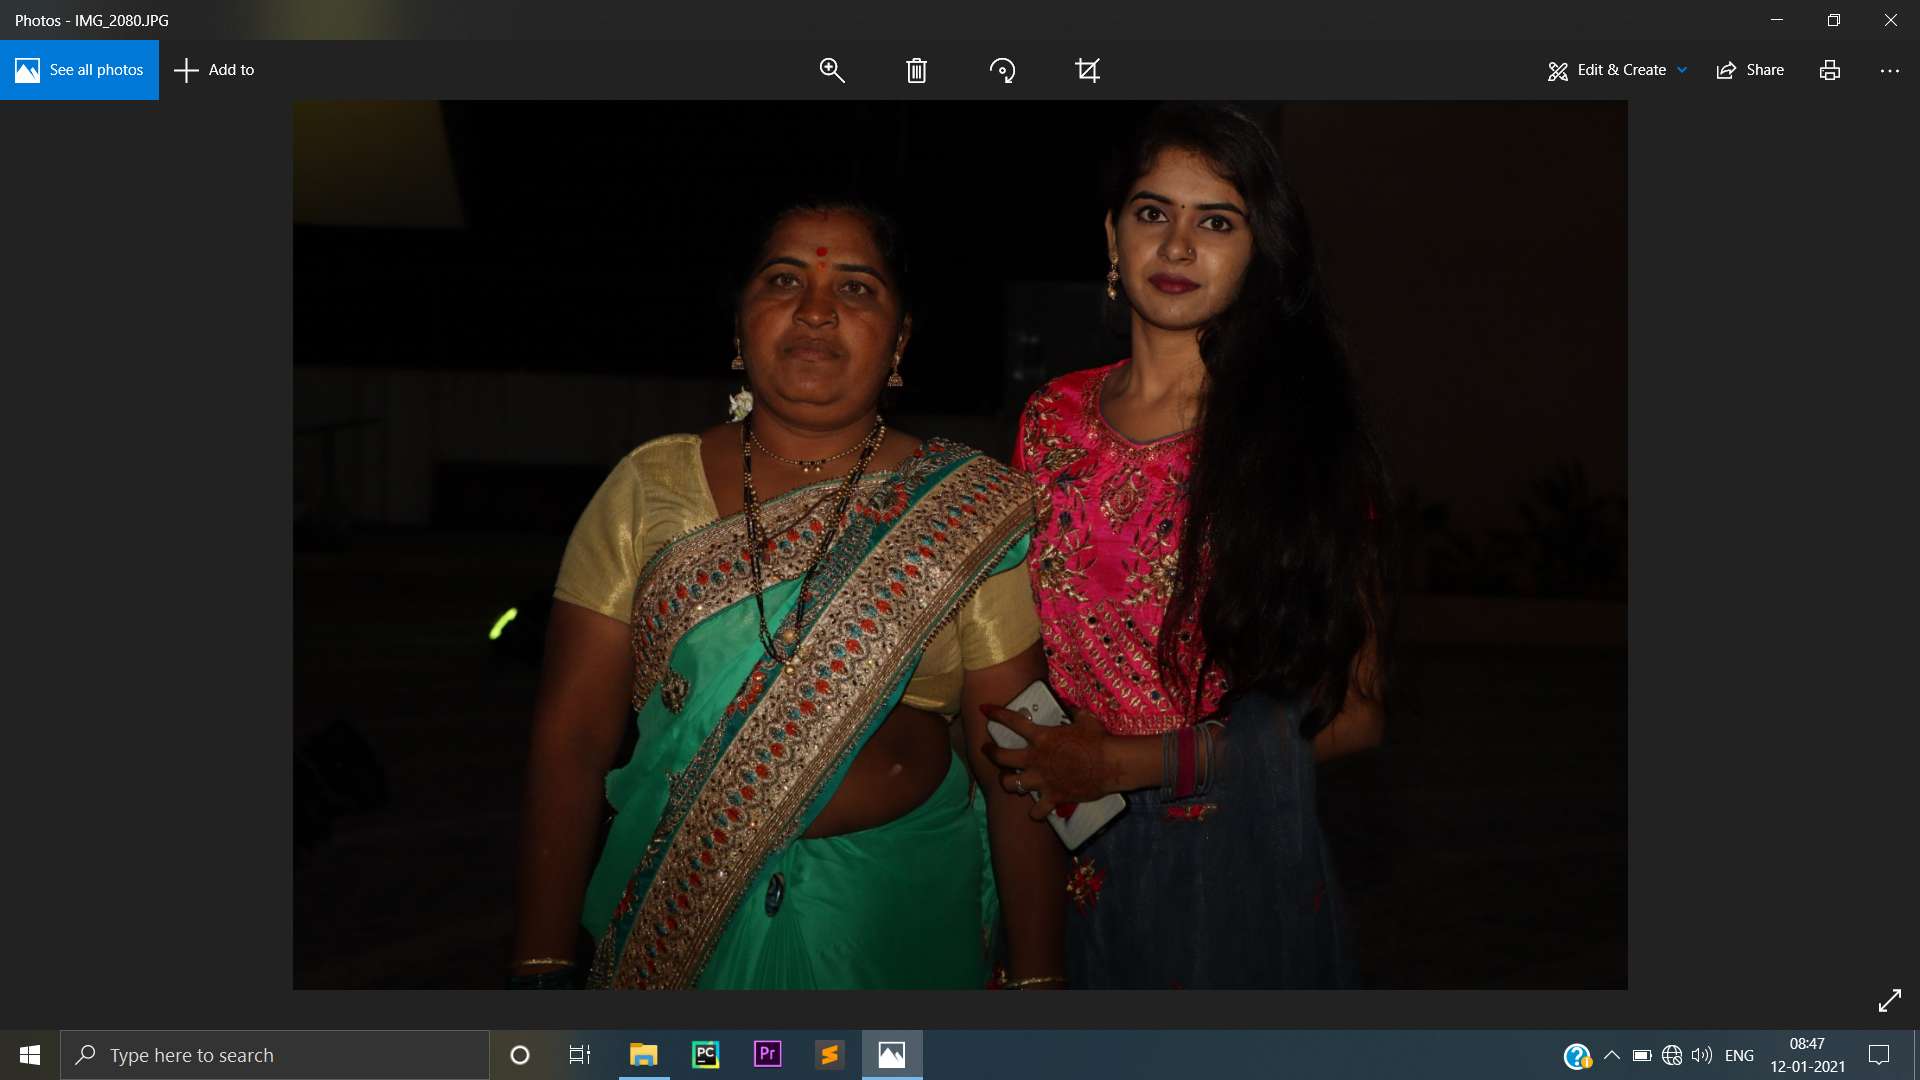 Photos - IMG_2080.JPG
See all photos
Add to
Edit & Create
Share
Type here to search
PC
Pr
ENG
08:47
12-01-2021